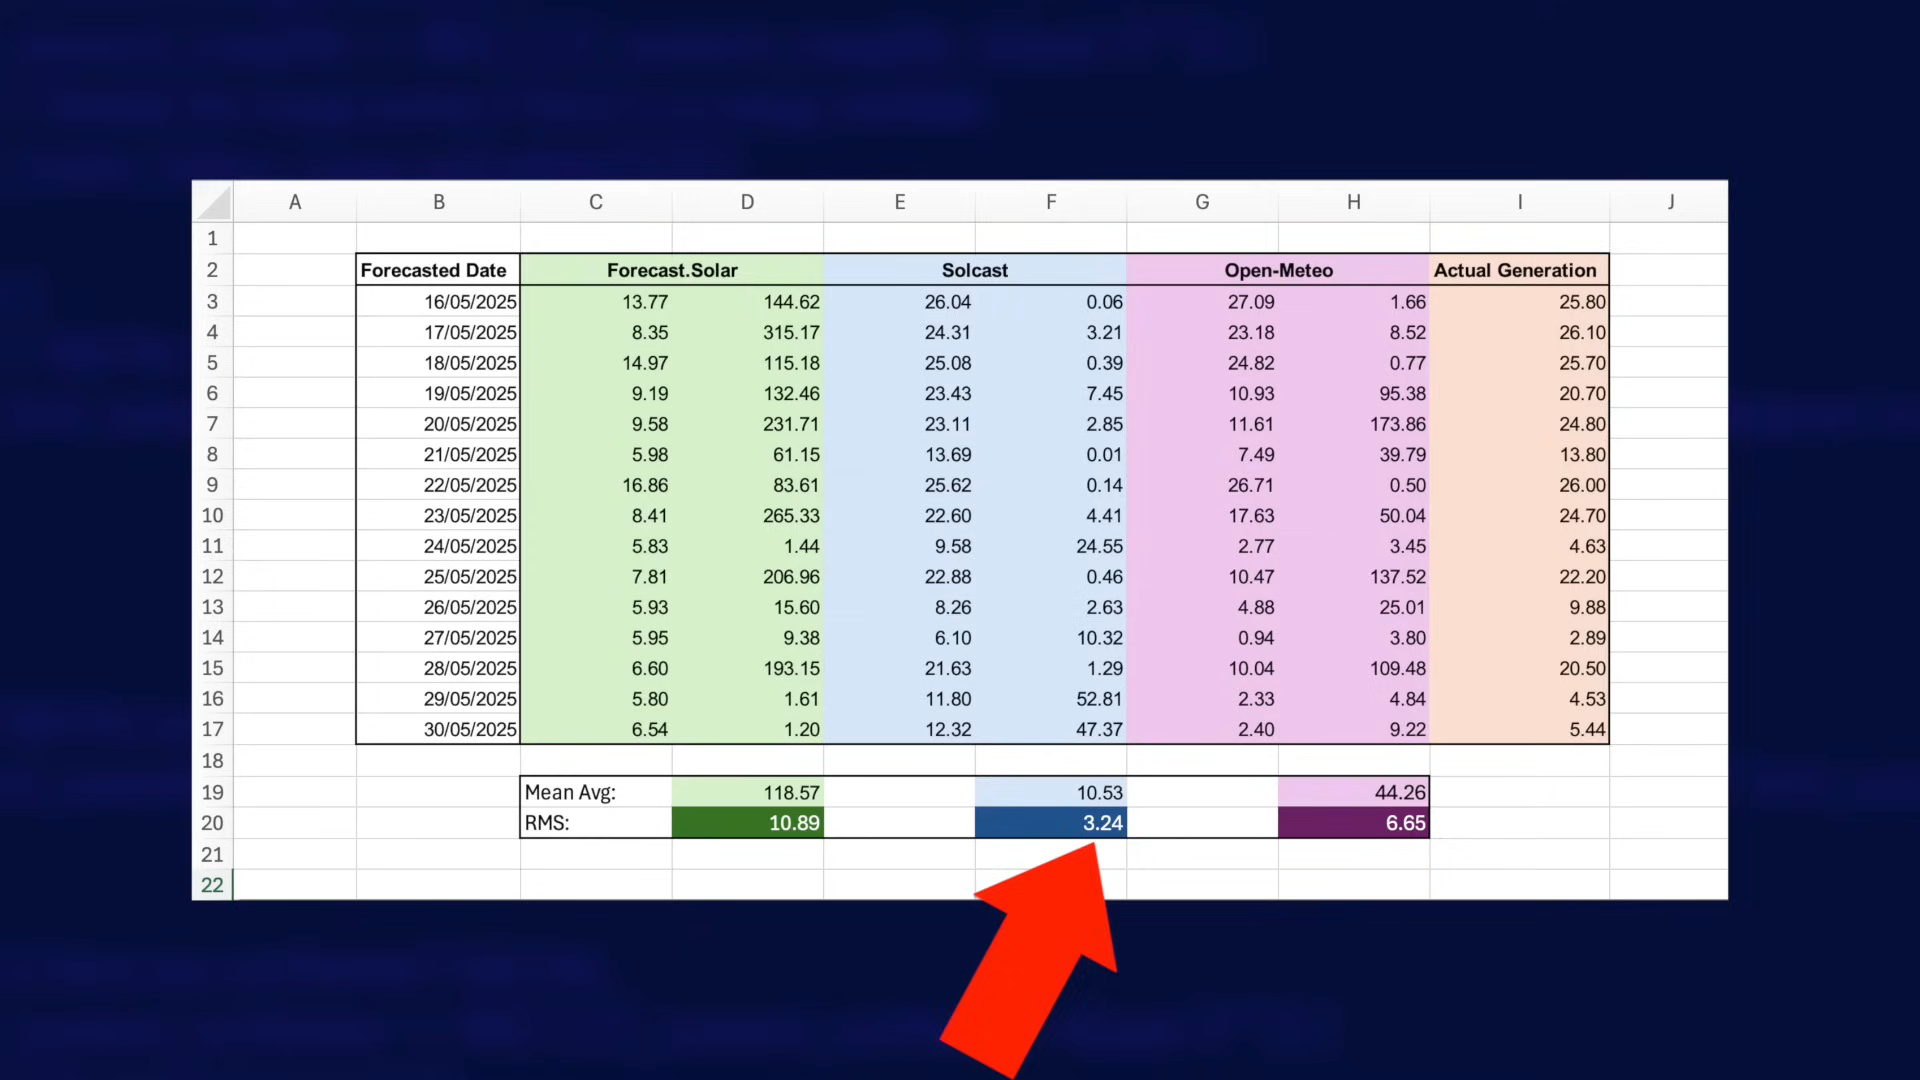 A B C D E F G H I J
1
2 Forecasted Date Forecast.Solar Solcast Open-Meteo Actual Generation
3 16/05/2025 13.77 144.62 26.04 0.06 27.09 1.66 25.80
4 17/05/2025 8.35 315.17 24.31 3.21 23.18 8.52 26.10
5 18/05/2025 14.97 115.18 25.08 0.39 24.82 0.77 25.70
6 19/05/2025 9.19 132.46 23.43 7.45 10.93 95.38 20.70
7 20/05/2025 9.58 231.71 23.11 2.85 11.61 173.86 24.80
8 21/05/2025 5.98 61.15 13.69 0.01 7.49 39.79 13.80
9 22/05/2025 16.86 83.61 25.62 0.14 26.71 0.50 26.00
10 23/05/2025 8.41 265.33 22.60 4.41 17.63 50.04 24.70
11 24/05/2025 5.83 1.44 9.58 24.55 2.77 3.45 4.63
12 25/05/2025 7.81 206.96 22.88 0.46 10.47 137.52 22.20
13 26/05/2025 5.93 15.60 8.26 2.63 4.88 25.01 9.88
14 27/05/2025 5.95 9.38 6.10 10.32 0.94 3.80 2.89
15 28/05/2025 6.60 193.15 21.63 1.29 10.04 109.48 20.50
16 29/05/2025 5.80 1.61 11.80 52.81 2.33 4.84 4.53
17 30/05/2025 6.54 1.20 12.32 47.37 2.40 9.22 5.44
18
19 Mean Avg: 118.57 10.53 44.26
20 RMS: 10.89 3.24 6.65
21
22